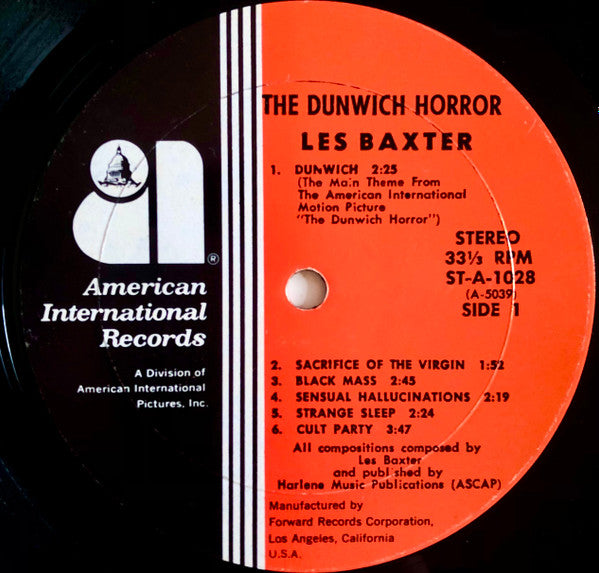 a
®
American
International
Records
A Division of
American International
Pictures, Inc.
THE DUNWICH HORROR
LES BAXTER
1. DUNWICH 2:25
(The Main Theme From
The American International
Motion Picture
"The Dunwich Horror")
STEREO
33⅓ RPM
ST-A-1028
(A-5039)
SIDE 1
2. SACRIFICE OF THE VIRGIN 1:52
3. BLACK MASS 2:45
4. SENSUAL HALLUCINATIONS 2:19
5. STRANGE SLEEP 2:24
6. CULT PARTY 3:47
All compositions composed by
Les Baxter
and published by
Harlene Music Publications (ASCAP)
Manufactured by
Forward Records Corporation,
Los Angeles, California
U.S.A.